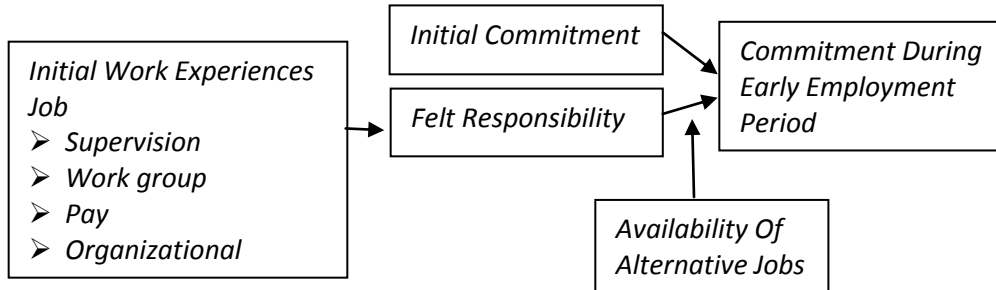 Initial Work Experiences
Job
➢ Supervision
➢ Work group
➢ Pay
➢ Organizational
Initial Commitment
Felt Responsibility
Commitment During
Early Employment
Period
Availability Of
Alternative Jobs